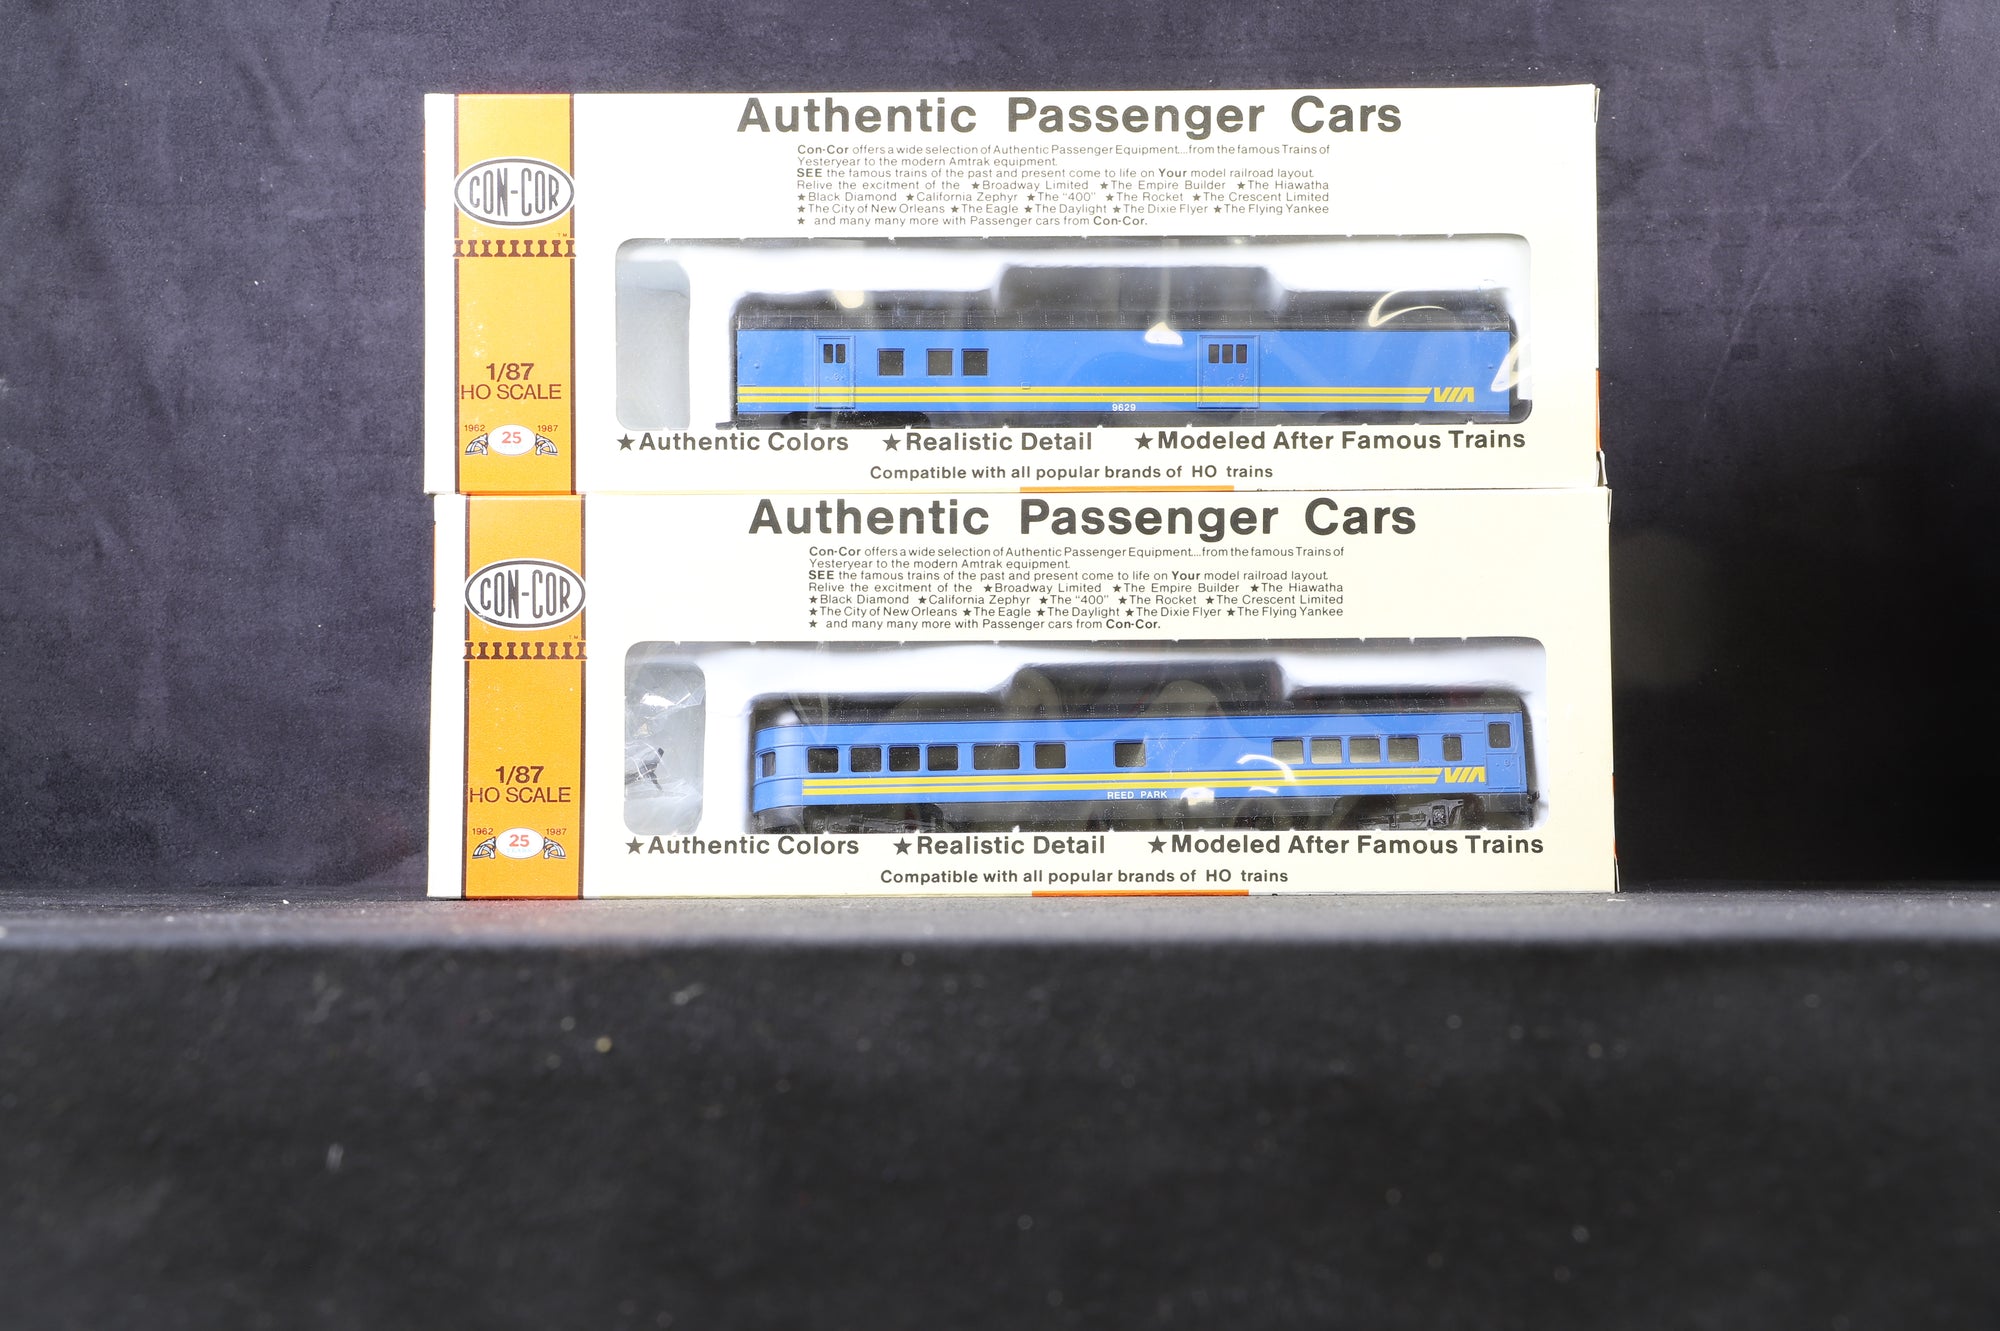 Authentic Passenger Cars
Con-Cor offers a wide selection of Authentic Passenger Equipment....from the famous Trains of
Yesteryear to the modern Amtrak equipment.
SEE the famous trains of the past and present come to life on Your model railroad layout.
Relive the excitment of the ★Broadway Limited ★The Empire Builder ★The Hiawatha
★Black Diamond ★California Zephyr ★The "400" ★The Rocket ★The Crescent Limited
★The City of New Orleans ★The Eagle ★The Daylight ★The Dixie Flyer ★The Flying Yankee
★ and many many more with Passenger cars from Con-Cor.
CON-COR
TM
1/87
HO SCALE
1962 25 1987
VIA
9629
★Authentic Colors ★Realistic Detail ★Modeled After Famous Trains
Compatible with all popular brands of HO trains
Authentic Passenger Cars
Con-Cor offers a wide selection of Authentic Passenger Equipment....from the famous Trains of
Yesteryear to the modern Amtrak equipment.
SEE the famous trains of the past and present come to life on Your model railroad layout.
Relive the excitment of the ★Broadway Limited ★The Empire Builder ★The Hiawatha
★Black Diamond ★California Zephyr ★The "400" ★The Rocket ★The Crescent Limited
★The City of New Orleans ★The Eagle ★The Daylight ★The Dixie Flyer ★The Flying Yankee
★ and many many more with Passenger cars from Con-Cor.
CON-COR
TM
1/87
HO SCALE
1962 25 1987
VIA
REED PARK
★Authentic Colors ★Realistic Detail ★Modeled After Famous Trains
Compatible with all popular brands of HO trains